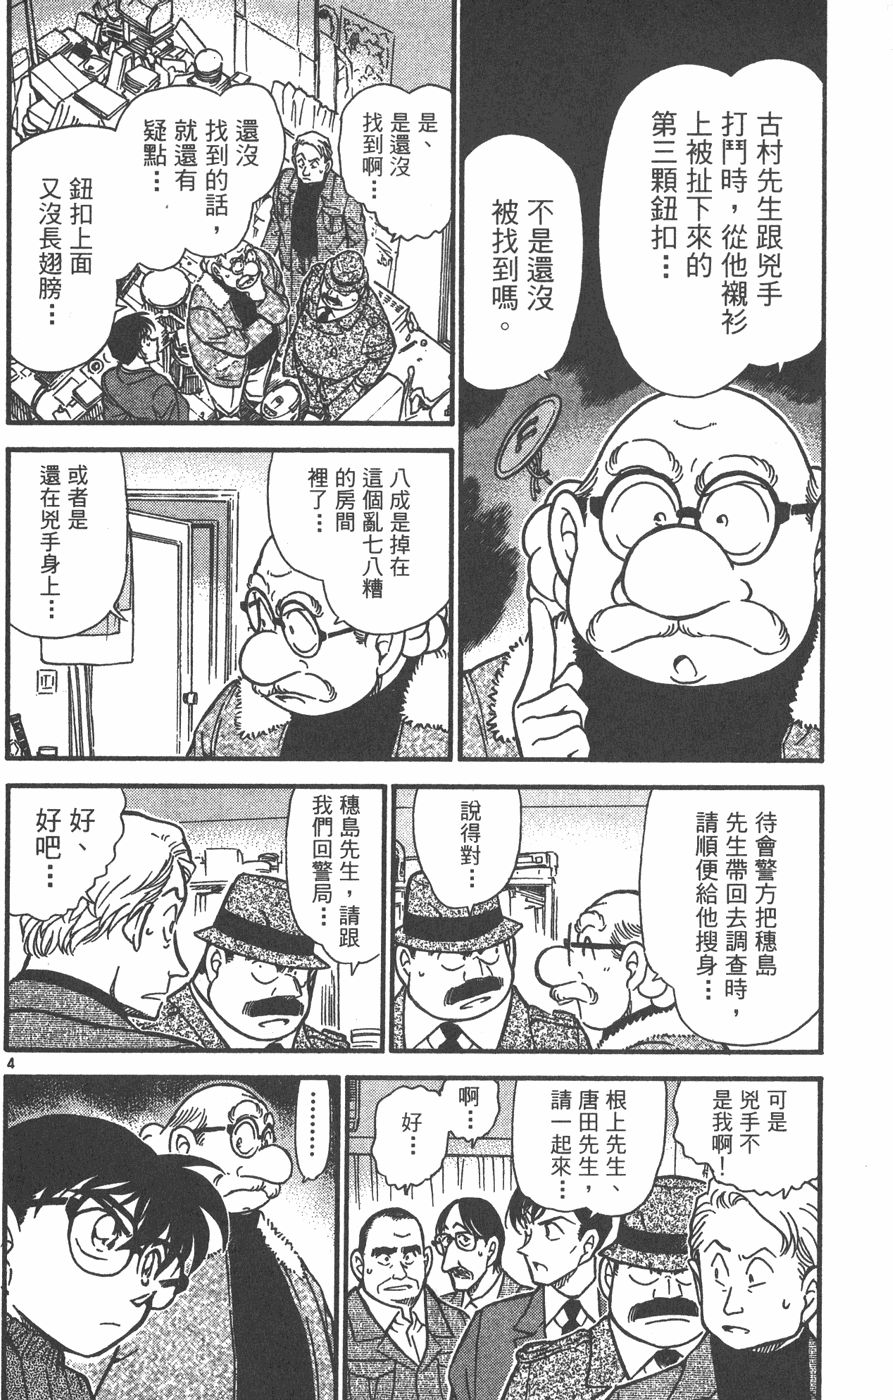 古村先生跟兇手
打鬥時，從他襯衫
上被扯下來的
第三顆鈕扣…
不是還沒
被找到嗎。
F
是、
是還沒
找到啊…
還沒
找到的話，
就還有
疑點…
鈕扣上面
又沒長翅膀…
八成是掉在
這個亂七八糟
的房間
裡了…
或者是
還在兇手身上…
待會警方把穗島
先生帶回去調查時，
請順便給他搜身…
說得對…
穗島先生，請跟
我們回警局…
好、
好吧…
可是
兇手不
是我啊！
根上先生、
唐田先生，
請一起來…
啊…
好…
………
4